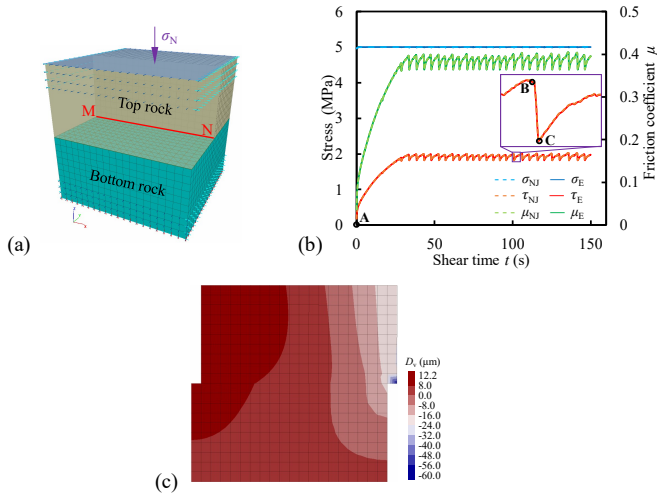 (a)
σN
M
Top rock
N
Bottom rock
z
y
x
(b)
6
5
4
3
2
1
0
Stress (MPa)
0.5
0.4
0.3
0.2
0.1
0
Friction coefficient μ
0 50 100 150
Shear time t (s)
A
B
C
σNJ σE
τNJ τE
μNJ μE
(c)
Dv (μm)
12.2
8.0
-8.0
-16.0
-24.0
-32.0
-40.0
-48.0
-56.0
-60.0